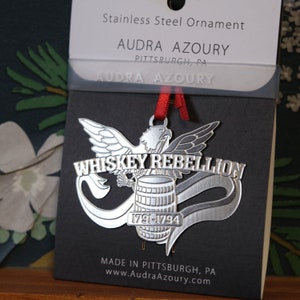 Stainless Steel Ornament
AUDRA AZOURY
PITTSBURGH, PA
AUDRA AZOURY
WHISKEY REBELLION
1791-1794
MADE IN PITTSBURGH, PA
www.AudraAzoury.com